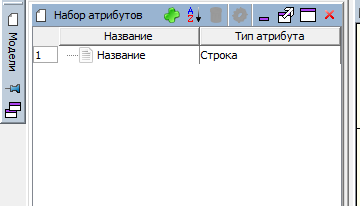 Модели
Набор атрибутов
Название Тип атрибута
1 Название Строка